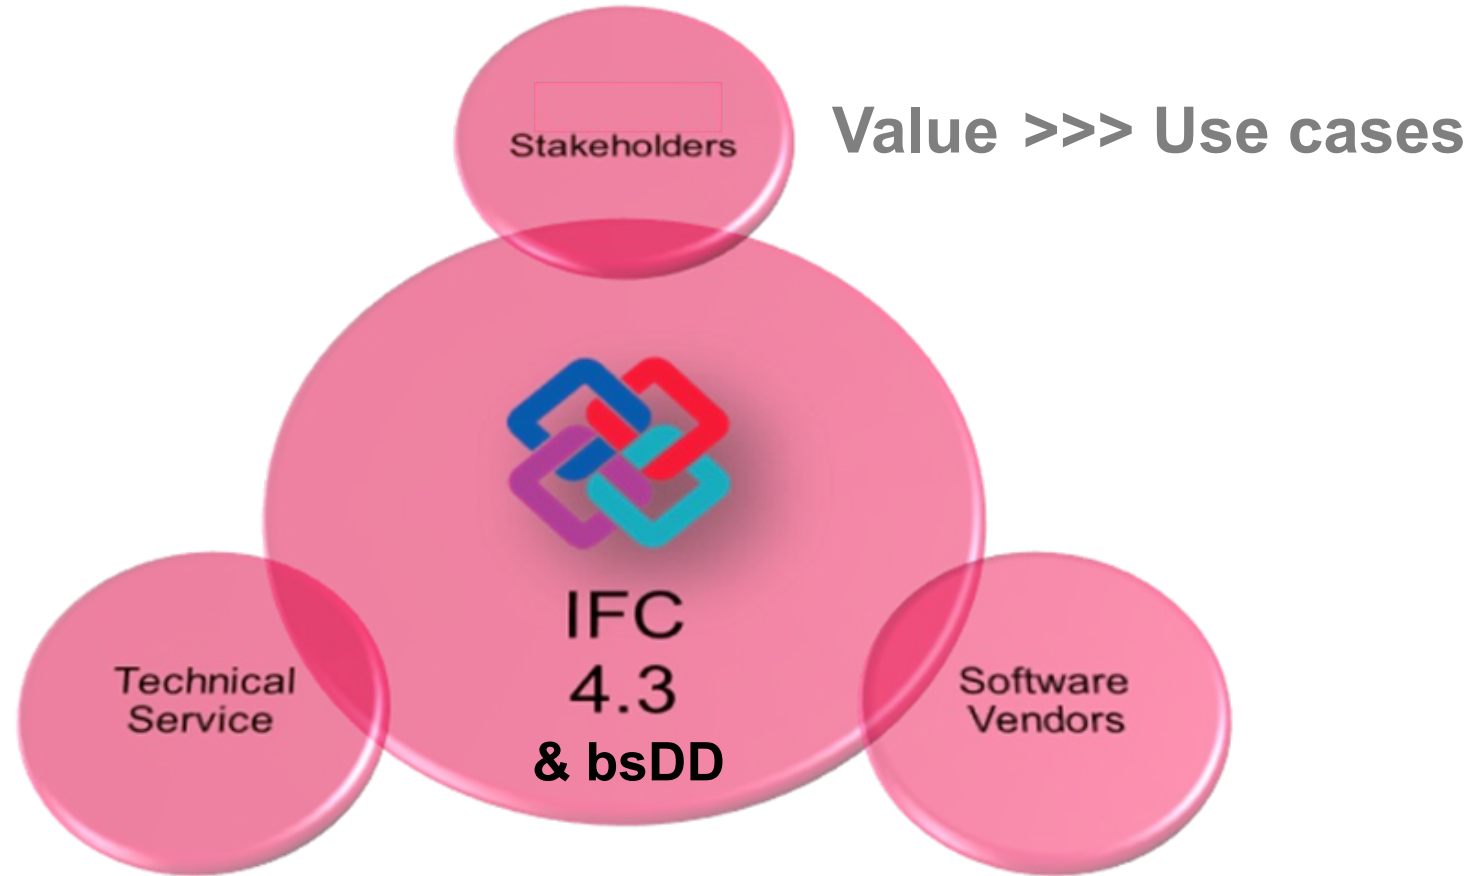 Stakeholders
Value >>> Use cases
IFC
4.3
& bsDD
Technical
Service
Software
Vendors